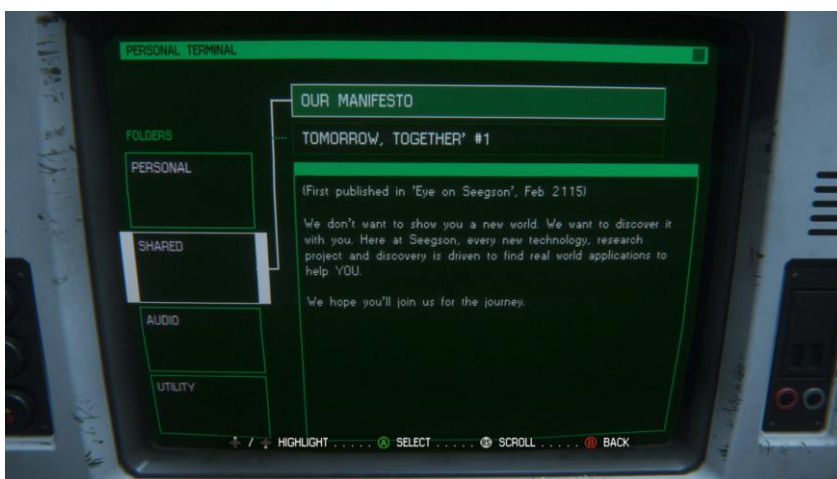 PERSONAL TERMINAL
FOLDERS
PERSONAL
SHARED
AUDIO
UTILITY
OUR MANIFESTO
TOMORROW, TOGETHER' #1
(First published in 'Eye on Seegson', Feb 2115)
We don't want to show you a new world. We want to discover it
with you. Here at Seegson, every new technology, research
project and discovery is driven to find real world applications to
help YOU.
We hope you'll join us for the journey.
/ HIGHLIGHT . . . . . A SELECT . . . . . RS SCROLL . . . . . B BACK